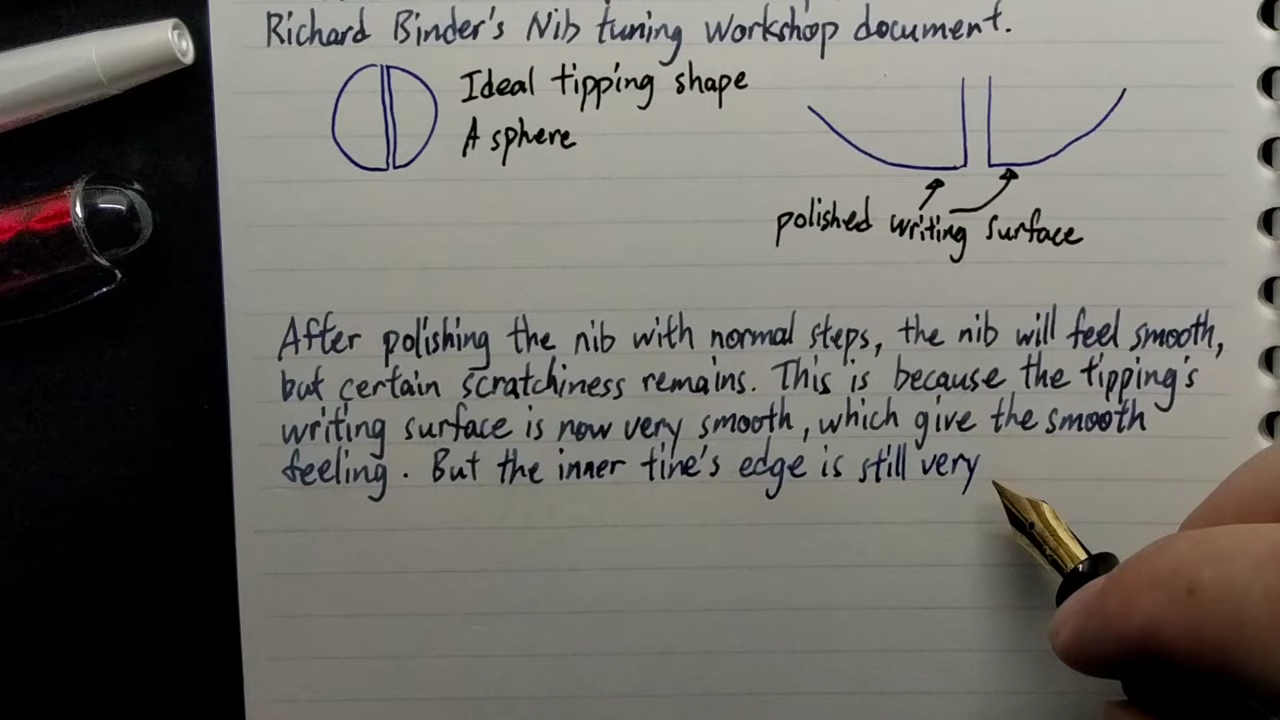 Richard Binder's Nib tuning workshop document.
Ideal tipping shape
A sphere
polished writing surface
After polishing the nib with normal steps, the nib will feel smooth,
but certain scratchiness remains. This is because the tipping's
writing surface is now very smooth, which give the smooth
feeling. But the inner tine's edge is still very